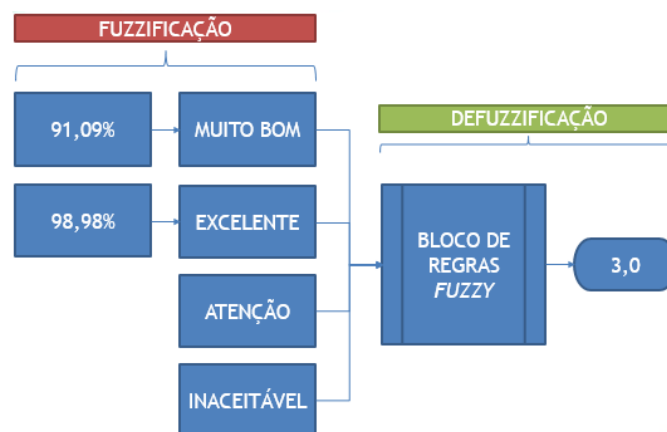 FUZZIFICAÇÃO
91,09%
MUITO BOM
DEFUZZIFICAÇÃO
98,98%
EXCELENTE
BLOCO DE
REGRAS
FUZZY
3,0
ATENÇÃO
INACEITÁVEL